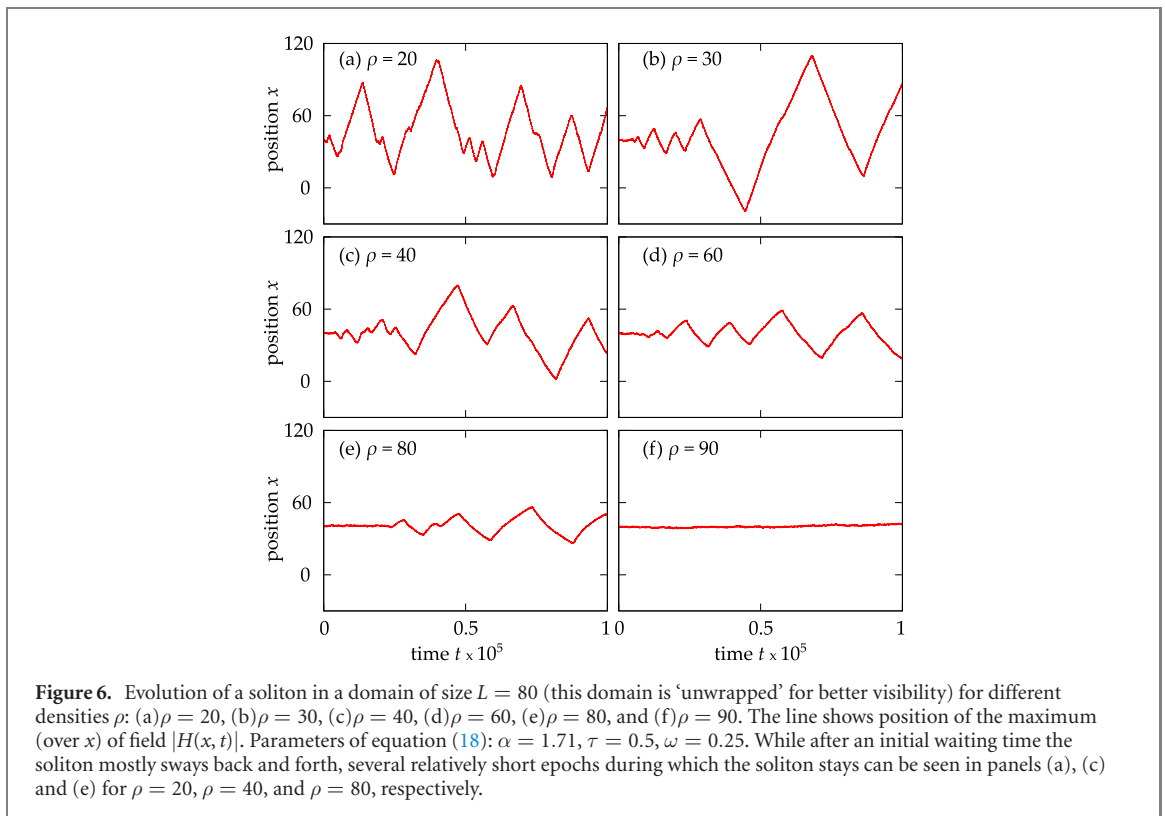 120
60
0
position x
(a) ρ = 20
(b) ρ = 30
120
60
0
position x
(c) ρ = 40
(d) ρ = 60
120
60
0
position x
(e) ρ = 80
(f) ρ = 90
0 0.5 1 0 0.5 1
time t x 10⁵ time t x 10⁵
Figure 6. Evolution of a soliton in a domain of size L = 80 (this domain is ‘unwrapped’ for better visibility) for different
densities ρ: (a)ρ = 20, (b)ρ = 30, (c)ρ = 40, (d)ρ = 60, (e)ρ = 80, and (f)ρ = 90. The line shows position of the maximum
(over x) of field |H(x, t)|. Parameters of equation (18): α = 1.71, τ = 0.5, ω = 0.25. While after an initial waiting time the
soliton mostly sways back and forth, several relatively short epochs during which the soliton stays can be seen in panels (a), (c)
and (e) for ρ = 20, ρ = 40, and ρ = 80, respectively.